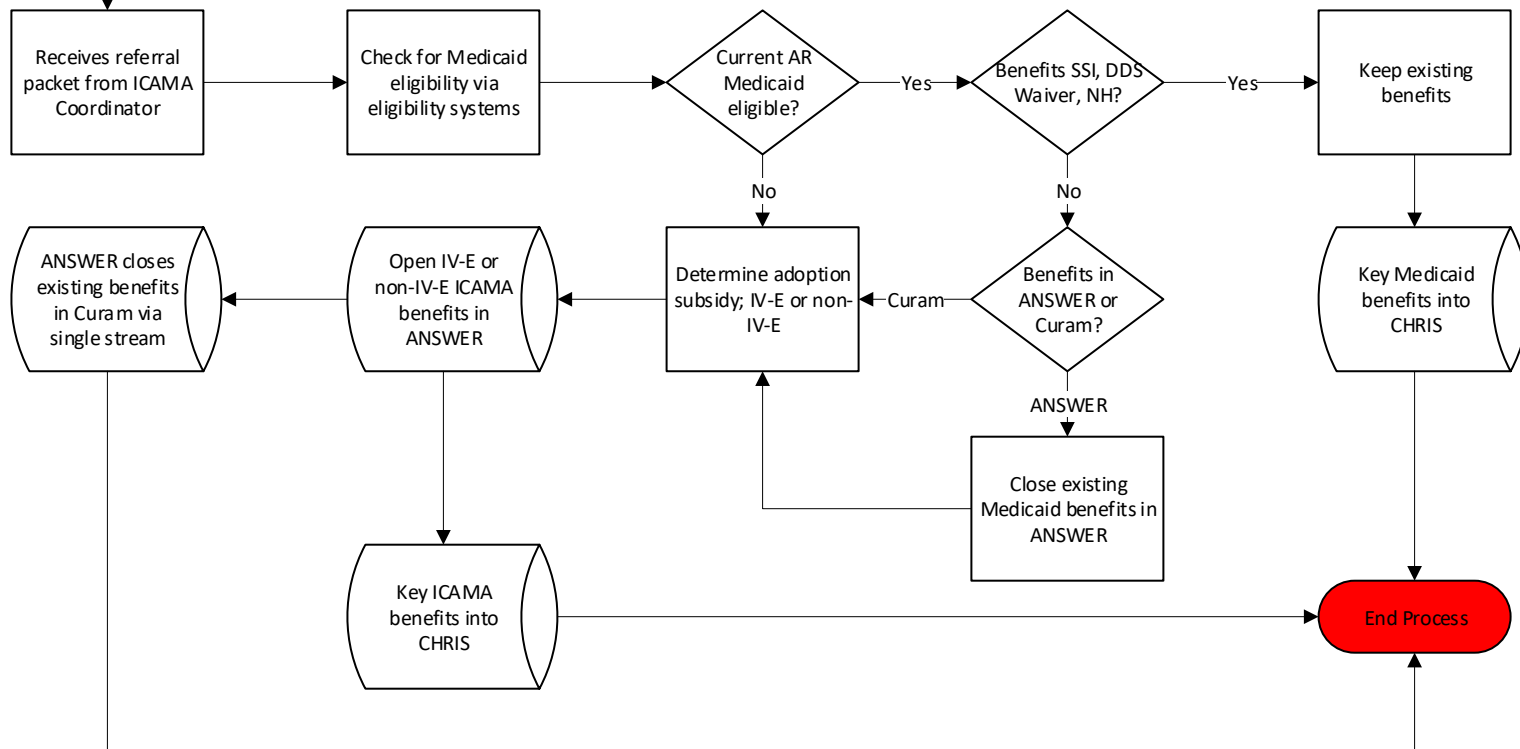 Receives referral
packet from ICAMA
Coordinator
Check for Medicaid
eligibility via
eligibility systems
Current AR
Medicaid
eligible?
Yes
Benefits SSI, DDS
Waiver, NH?
Yes
Keep existing
benefits
No
No
ANSWER closes
existing benefits
in Curam via
single stream
Open IV-E or
non-IV-E ICAMA
benefits in
ANSWER
Determine adoption
subsidy; IV-E or non-
IV-E
Curam
Benefits in
ANSWER or
Curam?
Key Medicaid
benefits into
CHRIS
ANSWER
Close existing
Medicaid benefits in
ANSWER
Key ICAMA
benefits into
CHRIS
End Process